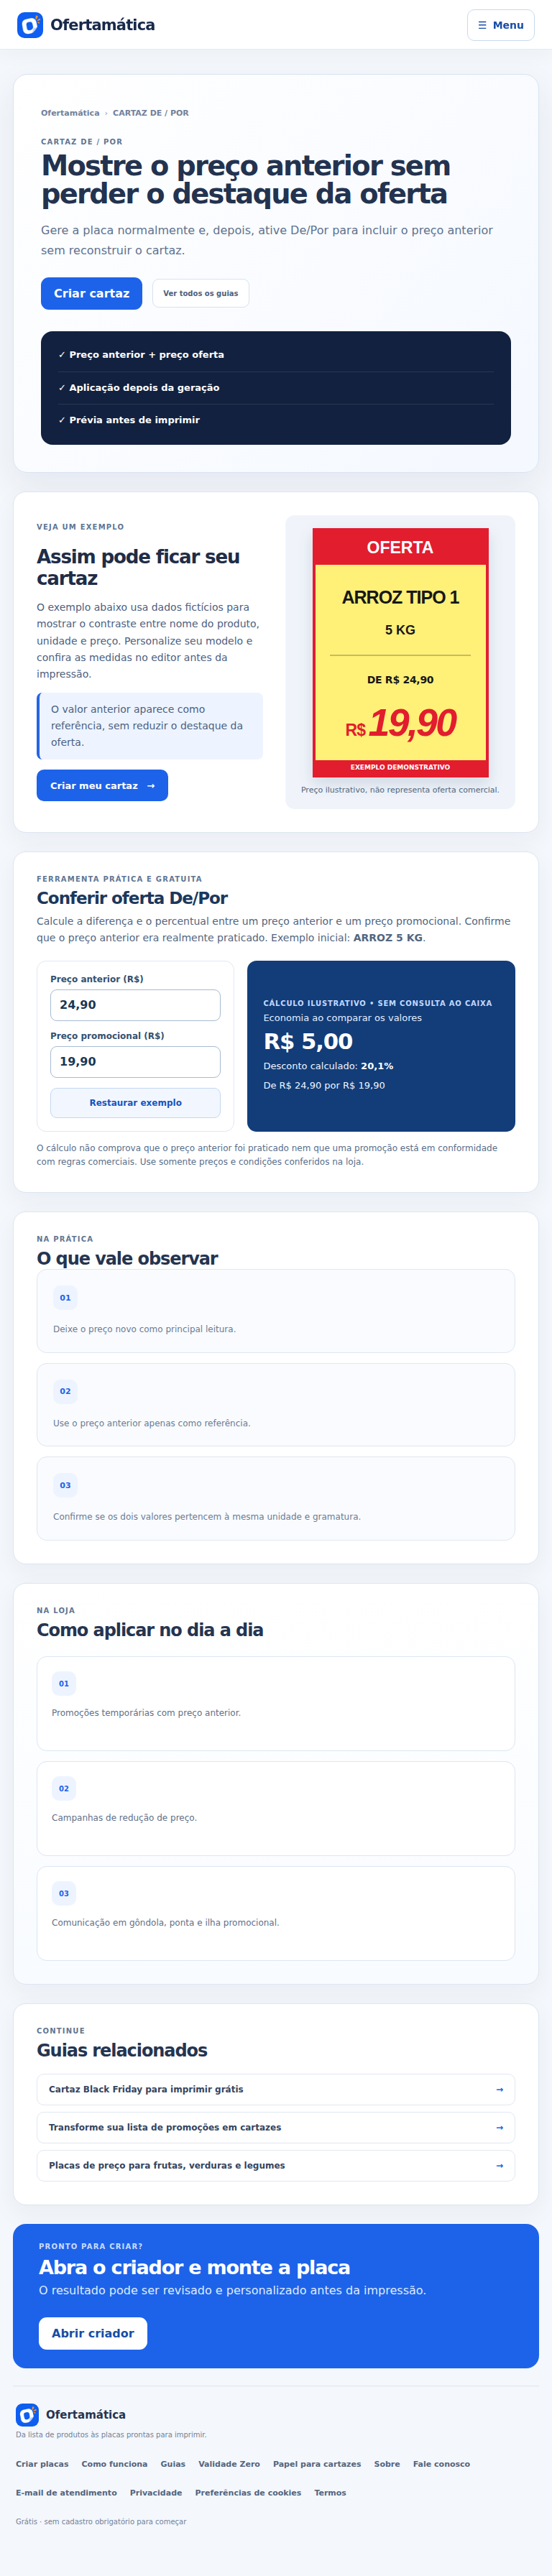 Ofertamática
☰ Menu
Ofertamática › CARTAZ DE / POR
CARTAZ DE / POR
Mostre o preço anterior sem
perder o destaque da oferta
Gere a placa normalmente e, depois, ative De/Por para incluir o preço anterior
sem reconstruir o cartaz.
Criar cartaz
Ver todos os guias
✓ Preço anterior + preço oferta
✓ Aplicação depois da geração
✓ Prévia antes de imprimir
VEJA UM EXEMPLO
Assim pode ficar seu
cartaz
O exemplo abaixo usa dados fictícios para
mostrar o contraste entre nome do produto,
unidade e preço. Personalize seu modelo e
confira as medidas no editor antes da
impressão.
O valor anterior aparece como
referência, sem reduzir o destaque da
oferta.
Criar meu cartaz →
OFERTA
ARROZ TIPO 1
5 KG
DE R$ 24,90
R$ 19,90
EXEMPLO DEMONSTRATIVO
Preço ilustrativo, não representa oferta comercial.
FERRAMENTA PRÁTICA E GRATUITA
Conferir oferta De/Por
Calcule a diferença e o percentual entre um preço anterior e um preço promocional. Confirme
que o preço anterior era realmente praticado. Exemplo inicial: ARROZ 5 KG.
Preço anterior (R$)
24,90
Preço promocional (R$)
19,90
Restaurar exemplo
CÁLCULO ILUSTRATIVO • SEM CONSULTA AO CAIXA
Economia ao comparar os valores
R$ 5,00
Desconto calculado: 20,1%
De R$ 24,90 por R$ 19,90
O cálculo não comprova que o preço anterior foi praticado nem que uma promoção está em conformidade
com regras comerciais. Use somente preços e condições conferidos na loja.
NA PRÁTICA
O que vale observar
01
Deixe o preço novo como principal leitura.
02
Use o preço anterior apenas como referência.
03
Confirme se os dois valores pertencem à mesma unidade e gramatura.
NA LOJA
Como aplicar no dia a dia
01
Promoções temporárias com preço anterior.
02
Campanhas de redução de preço.
03
Comunicação em gôndola, ponta e ilha promocional.
CONTINUE
Guias relacionados
Cartaz Black Friday para imprimir grátis →
Transforme sua lista de promoções em cartazes →
Placas de preço para frutas, verduras e legumes →
PRONTO PARA CRIAR?
Abra o criador e monte a placa
O resultado pode ser revisado e personalizado antes da impressão.
Abrir criador
Ofertamática
Da lista de produtos às placas prontas para imprimir.
Criar placas Como funciona Guias Validade Zero Papel para cartazes Sobre Fale conosco
E-mail de atendimento Privacidade Preferências de cookies Termos
Grátis · sem cadastro obrigatório para começar